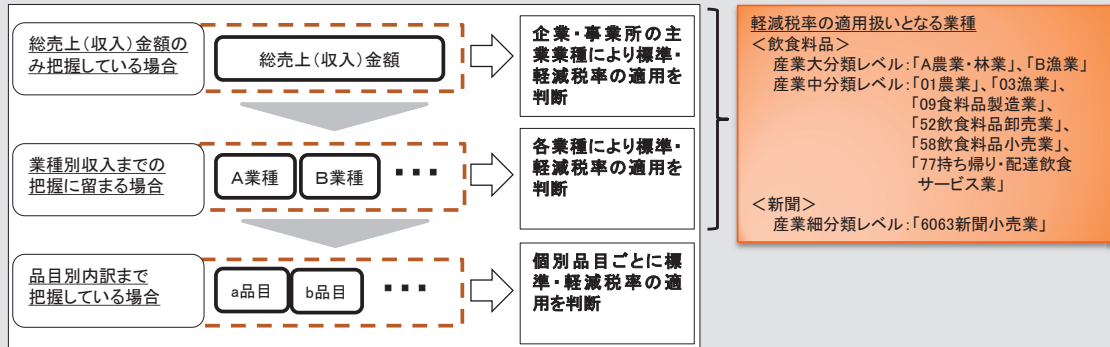 総売上(収入)金額の
み把握している場合
総売上(収入)金額
企業・事業所の主
業業種により標準・
軽減税率の適用を
判断
業種別収入までの
把握に留まる場合
A業種
B業種
・・・
各業種により標準・
軽減税率の適用を
判断
品目別内訳まで
把握している場合
a品目
b品目
・・・
個別品目ごとに標
準・軽減税率の適
用を判断
軽減税率の適用扱いとなる業種
<飲食料品>
産業大分類レベル:「A農業・林業」、「B漁業」
産業中分類レベル:「01農業」、「03漁業」、
「09食料品製造業」、
「52飲食料品卸売業」、
「58飲食料品小売業」、
「77持ち帰り・配達飲食
サービス業」
<新聞>
産業細分類レベル:「6063新聞小売業」